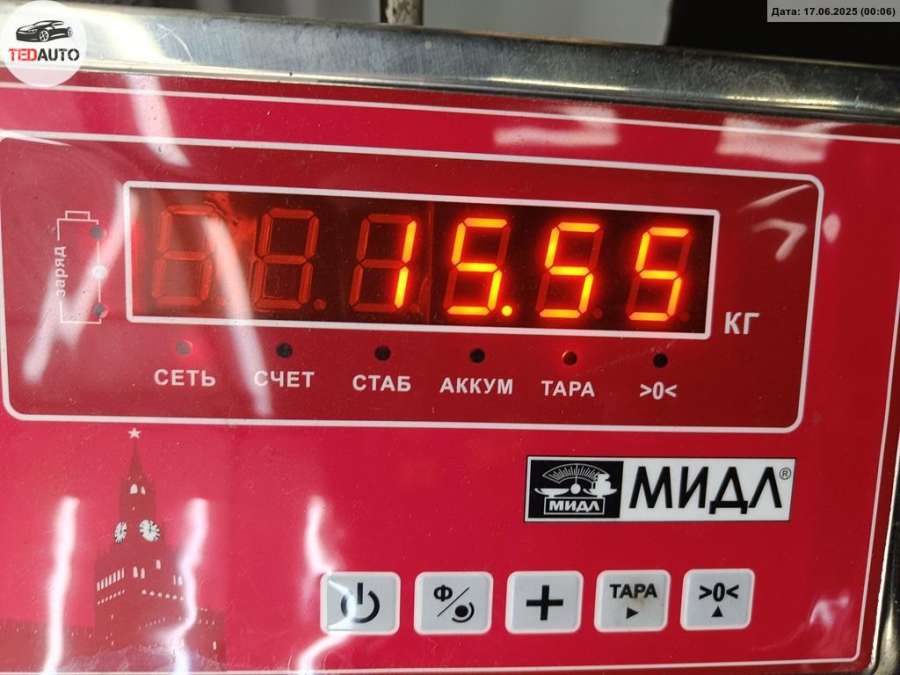 TEDAUTO
Дата: 17.06.2025 (00:06)
заряд
15.55
КГ
СЕТЬ СЧЕТ СТАБ АККУМ ТАРА >0<
МИДЛ МИДЛ®
Ф ТАРА >0<